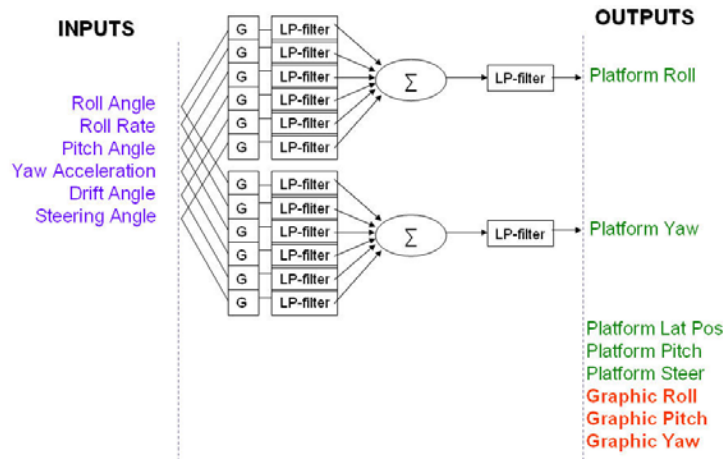 INPUTS
OUTPUTS
G LP-filter
G LP-filter
G LP-filter
G LP-filter
G LP-filter
G LP-filter
Σ
LP-filter
Platform Roll
Roll Angle
Roll Rate
Pitch Angle
Yaw Acceleration
Drift Angle
Steering Angle
G LP-filter
G LP-filter
G LP-filter
G LP-filter
G LP-filter
G LP-filter
Σ
LP-filter
Platform Yaw
Platform Lat Pos
Platform Pitch
Platform Steer
Graphic Roll
Graphic Pitch
Graphic Yaw